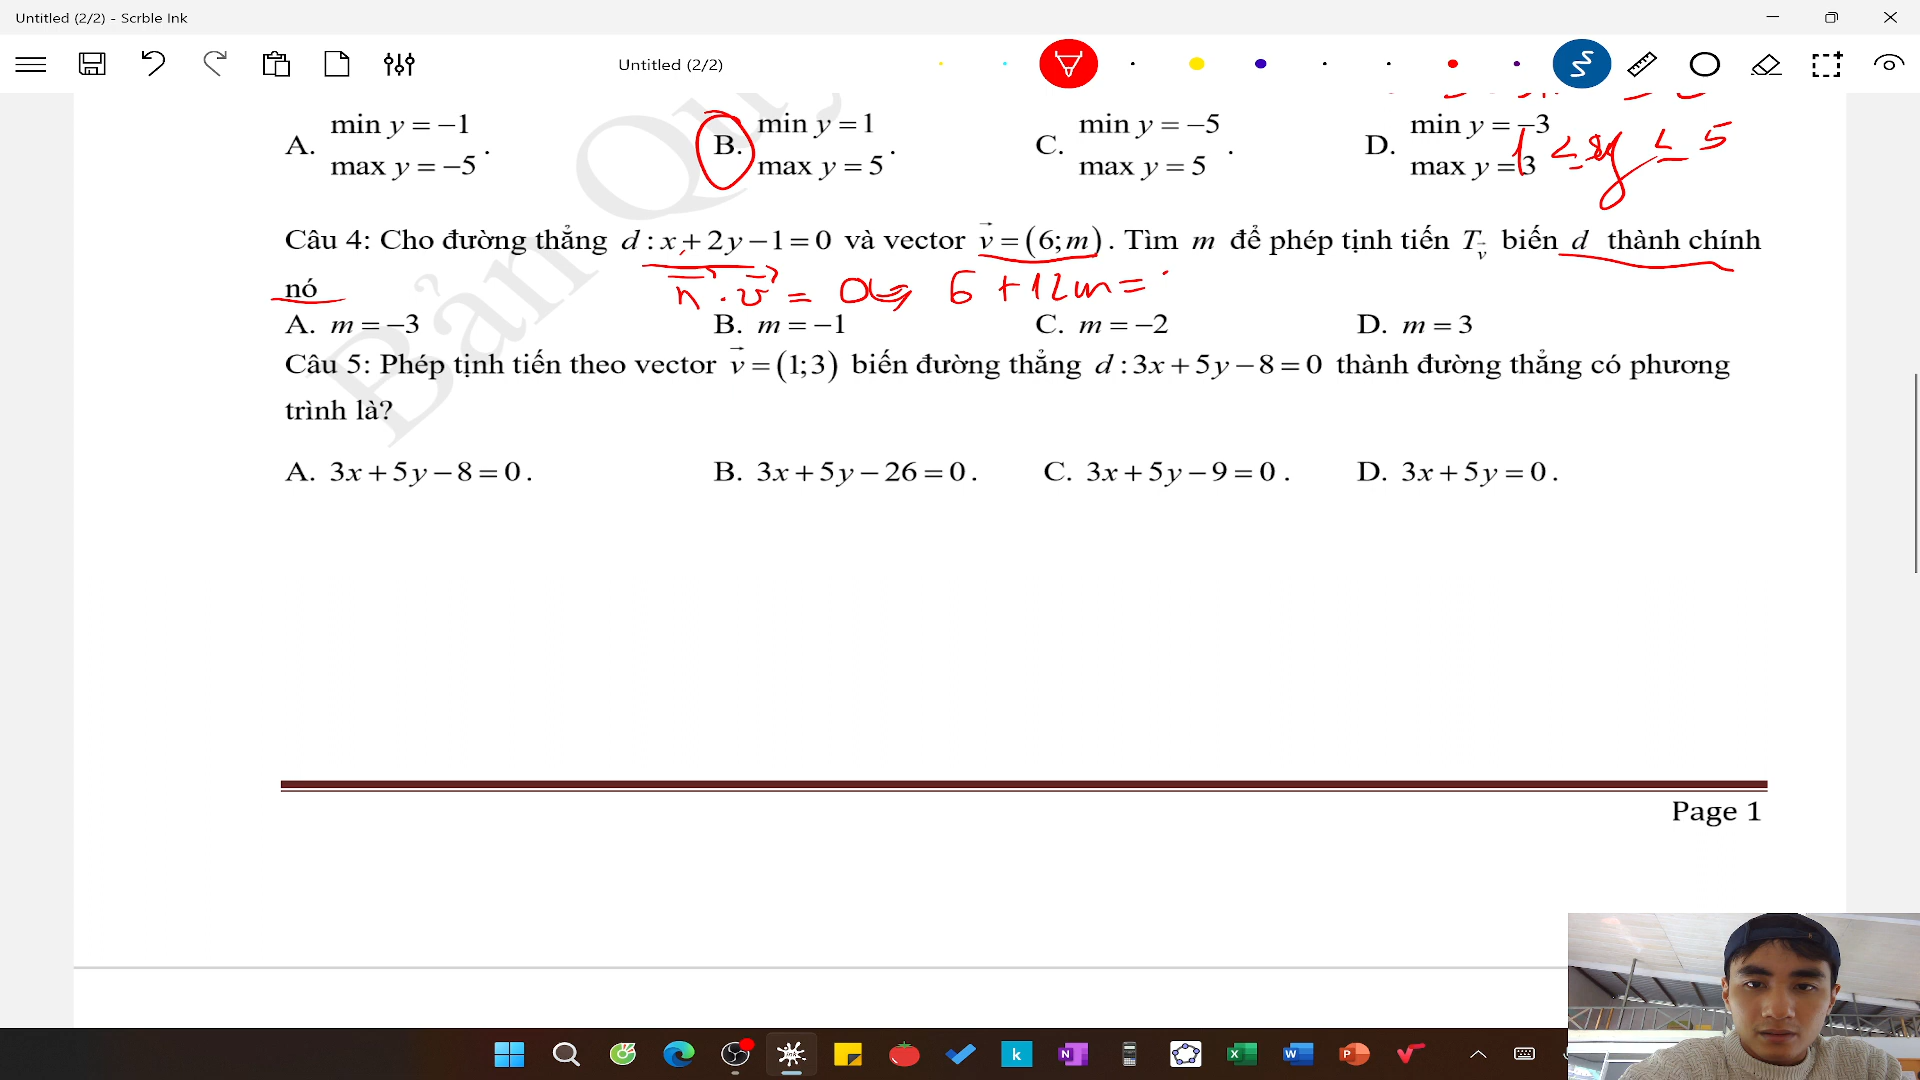 Untitled (2/2) - Scrble Ink
Untitled (2/2)
A. min y = −1
max y = −5 .
B. min y = 1
max y = 5 .
C. min y = −5
max y = 5 .
D. min y = −3
max y = 3
1 ≤ y ≤ 5
Câu 4: Cho đường thẳng d : x + 2y − 1 = 0 và vector v⃗ = (6; m) . Tìm m để phép tịnh tiến T_v⃗ biến d thành chính
nó
n⃗ . v⃗ = 0 ⇔ 6 + 12m =
A. m = −3 B. m = −1 C. m = −2 D. m = 3
Câu 5: Phép tịnh tiến theo vector v⃗ = (1; 3) biến đường thẳng d : 3x + 5y − 8 = 0 thành đường thẳng có phương
trình là?
A. 3x + 5y − 8 = 0 . B. 3x + 5y − 26 = 0 . C. 3x + 5y − 9 = 0 . D. 3x + 5y = 0 .
Page 1